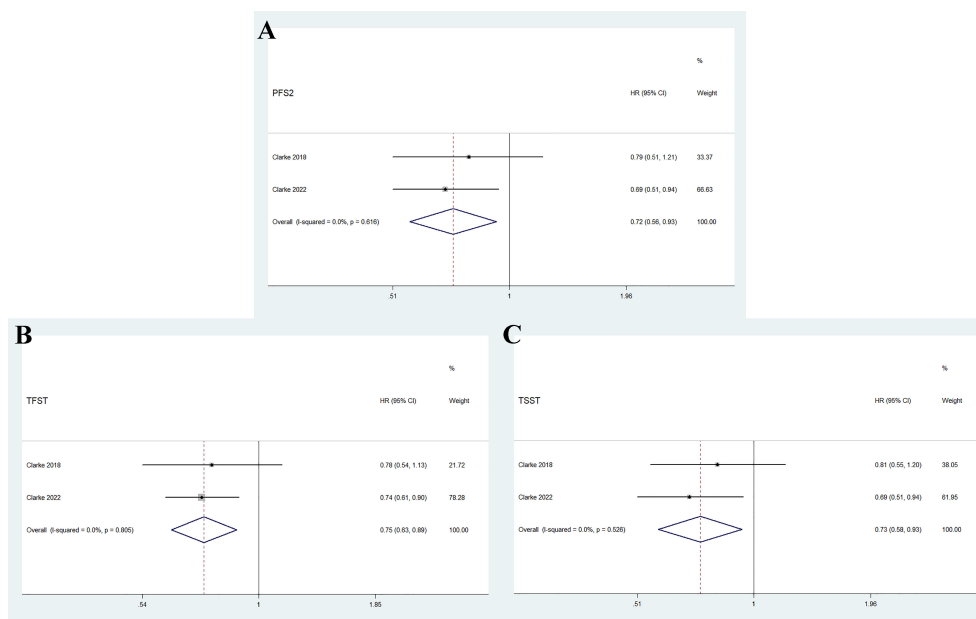 A
%
PFS2 HR (95% CI) Weight
Clarke 2018 0.79 (0.51, 1.21) 33.37
Clarke 2022 0.69 (0.51, 0.94) 66.63
Overall (I-squared = 0.0%, p = 0.616) 0.72 (0.56, 0.93) 100.00
.51 1 1.96
B
%
TFST HR (95% CI) Weight
Clarke 2018 0.78 (0.54, 1.13) 21.72
Clarke 2022 0.74 (0.61, 0.90) 78.28
Overall (I-squared = 0.0%, p = 0.805) 0.75 (0.63, 0.89) 100.00
.54 1 1.85
C
%
TSST HR (95% CI) Weight
Clarke 2018 0.81 (0.55, 1.20) 38.05
Clarke 2022 0.69 (0.51, 0.94) 61.95
Overall (I-squared = 0.0%, p = 0.526) 0.73 (0.58, 0.93) 100.00
.51 1 1.96